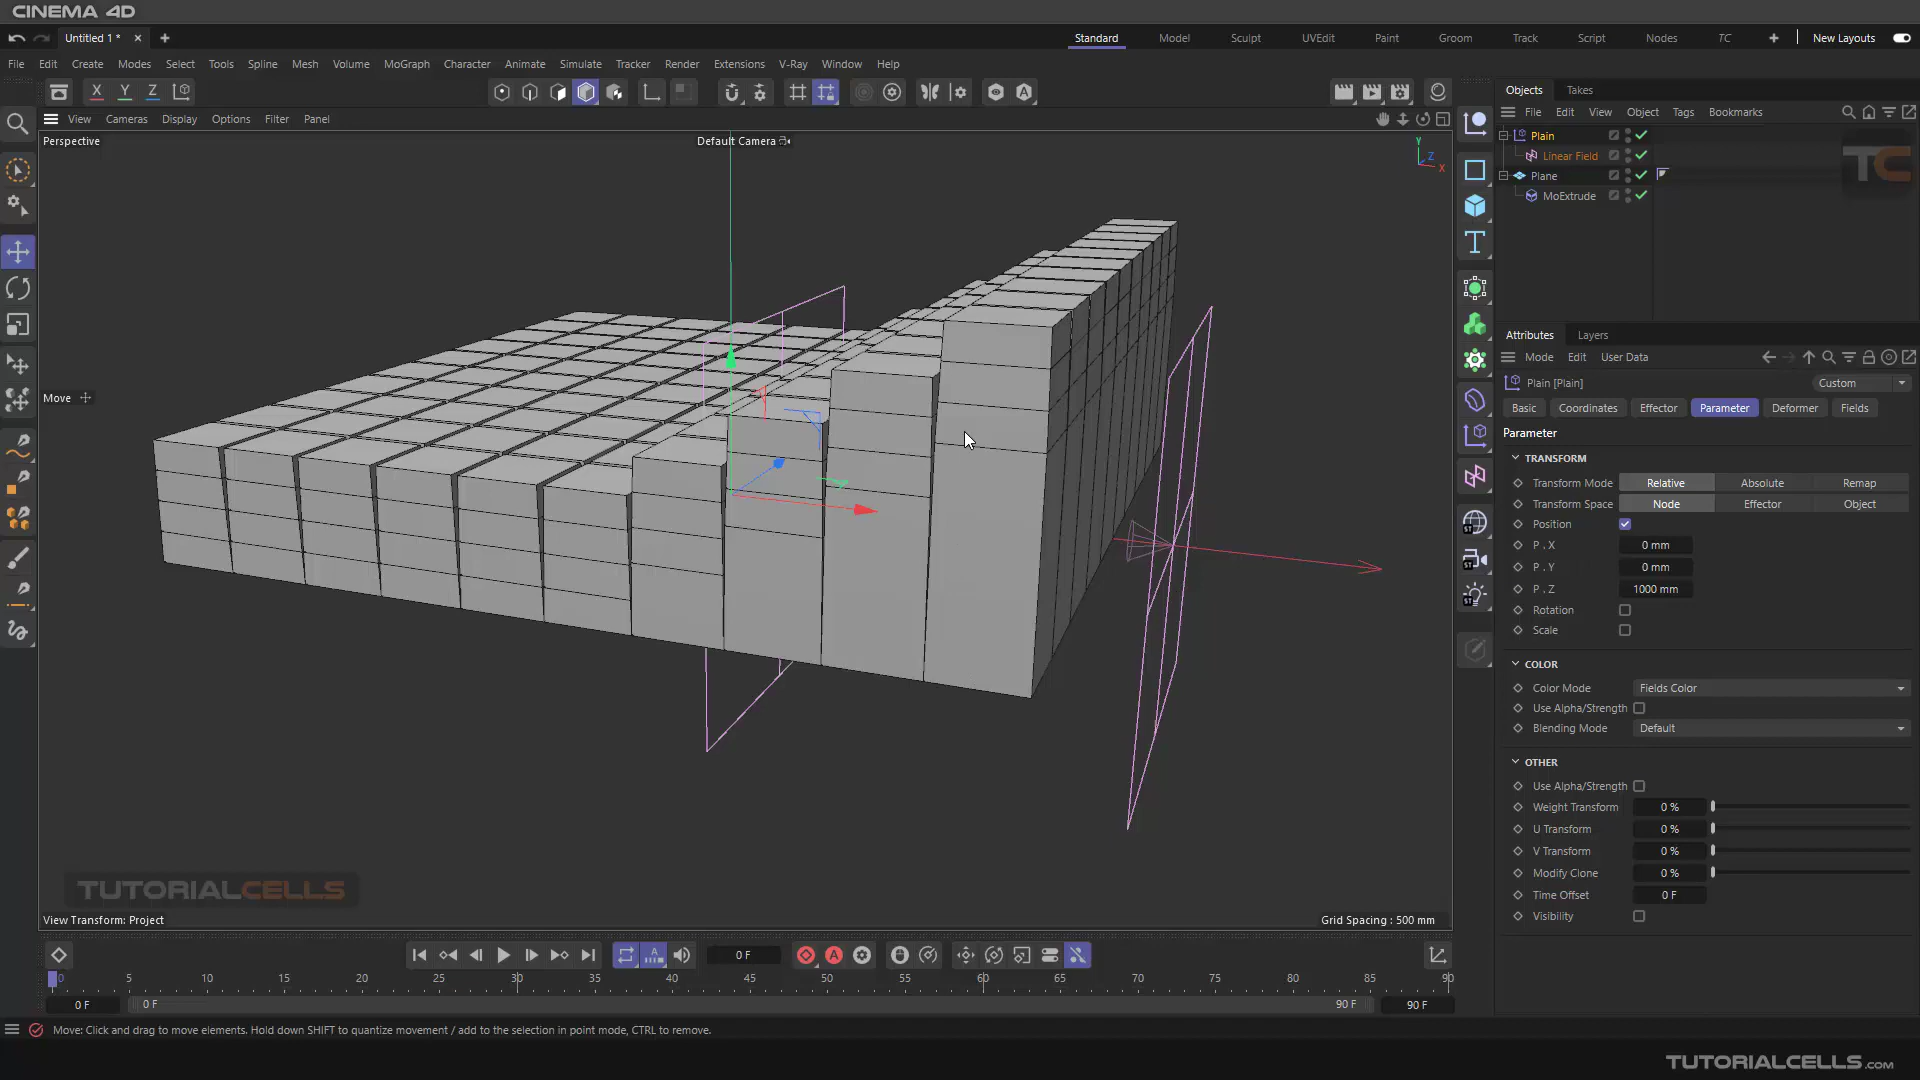 CINEMA 4D
Untitled 1 * × +
Standard Model Sculpt UVEdit Paint Groom Track Script Nodes TC + New Layouts
File Edit Create Modes Select Tools Spline Mesh Volume MoGraph Character Animate Simulate Tracker Render Extensions V-Ray Window Help
X Y Z
View Cameras Display Options Filter Panel
Perspective
Default Camera
Y
Z
X
Move
TUTORIALCELLS
View Transform: Project
Grid Spacing : 500 mm
0 F
0 5 10 15 20 25 30 35 40 45 50 55 60 65 70 75 80 85 90
0 F 0 F 90 F 90 F
Move: Click and drag to move elements. Hold down SHIFT to quantize movement / add to the selection in point mode, CTRL to remove.
Objects Takes
File Edit View Object Tags Bookmarks
Plain
Linear Field
Plane
MoExtrude
TC
Attributes Layers
Mode Edit User Data
Plain [Plain] Custom
Basic Coordinates Effector Parameter Deformer Fields
Parameter
TRANSFORM
Transform Mode Relative Absolute Remap
Transform Space Node Effector Object
Position
P . X 0 mm
P . Y 0 mm
P . Z 1000 mm
Rotation
Scale
COLOR
Color Mode Fields Color
Use Alpha/Strength
Blending Mode Default
OTHER
Use Alpha/Strength
Weight Transform 0 %
U Transform 0 %
V Transform 0 %
Modify Clone 0 %
Time Offset 0 F
Visibility
TUTORIALCELLS.com